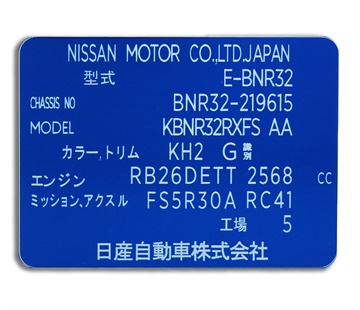 NISSAN MOTOR CO.,LTD.JAPAN
型式 E-BNR32
CHASSIS NO BNR32-219615
MODEL KBNR32RXFS AA
カラー,トリム KH2 G 識別
エンジン RB26DETT 2568 CC
ミッション,アクスル FS5R30A RC41
工場 5
日産自動車株式会社